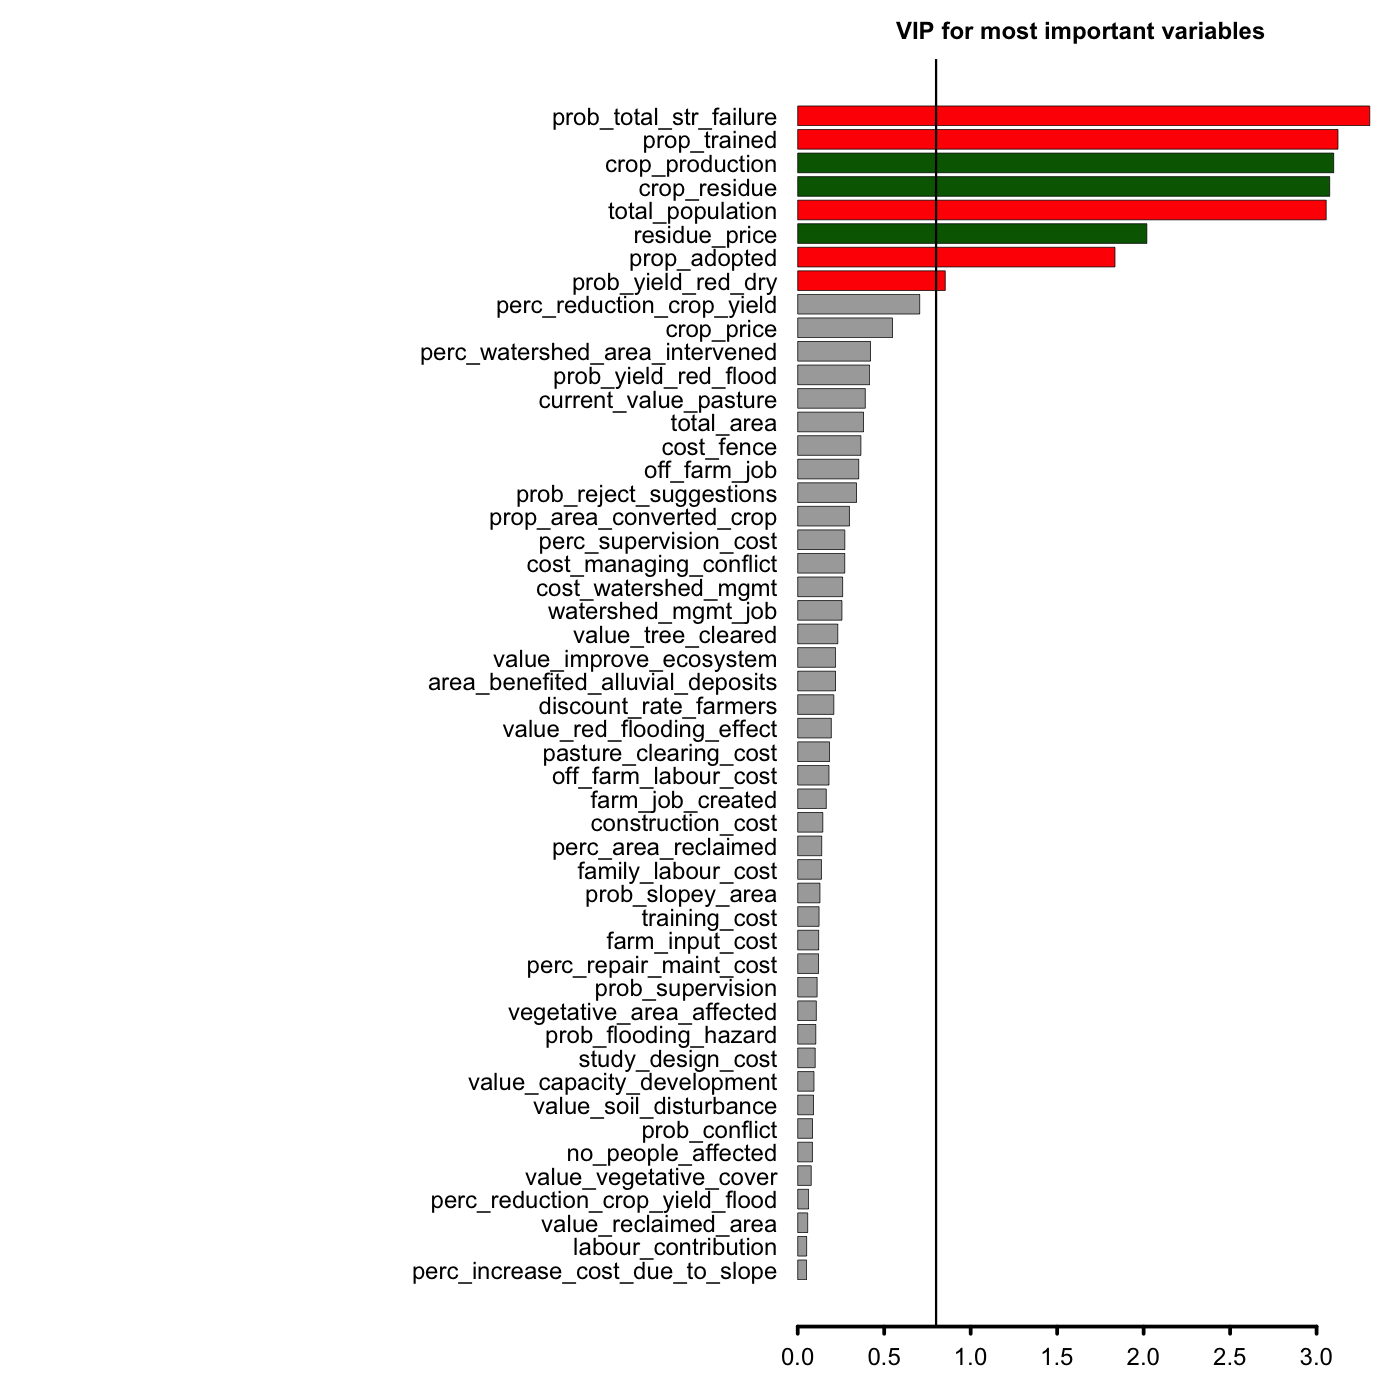 VIP for most important variables
prob_total_str_failure
prop_trained
crop_production
crop_residue
total_population
residue_price
prop_adopted
prob_yield_red_dry
perc_reduction_crop_yield
crop_price
perc_watershed_area_intervened
prob_yield_red_flood
current_value_pasture
total_area
cost_fence
off_farm_job
prob_reject_suggestions
prop_area_converted_crop
perc_supervision_cost
cost_managing_conflict
cost_watershed_mgmt
watershed_mgmt_job
value_tree_cleared
value_improve_ecosystem
area_benefited_alluvial_deposits
discount_rate_farmers
value_red_flooding_effect
pasture_clearing_cost
off_farm_labour_cost
farm_job_created
construction_cost
perc_area_reclaimed
family_labour_cost
prob_slopey_area
training_cost
farm_input_cost
perc_repair_maint_cost
prob_supervision
vegetative_area_affected
prob_flooding_hazard
study_design_cost
value_capacity_development
value_soil_disturbance
prob_conflict
no_people_affected
value_vegetative_cover
perc_reduction_crop_yield_flood
value_reclaimed_area
labour_contribution
perc_increase_cost_due_to_slope
0.0 0.5 1.0 1.5 2.0 2.5 3.0